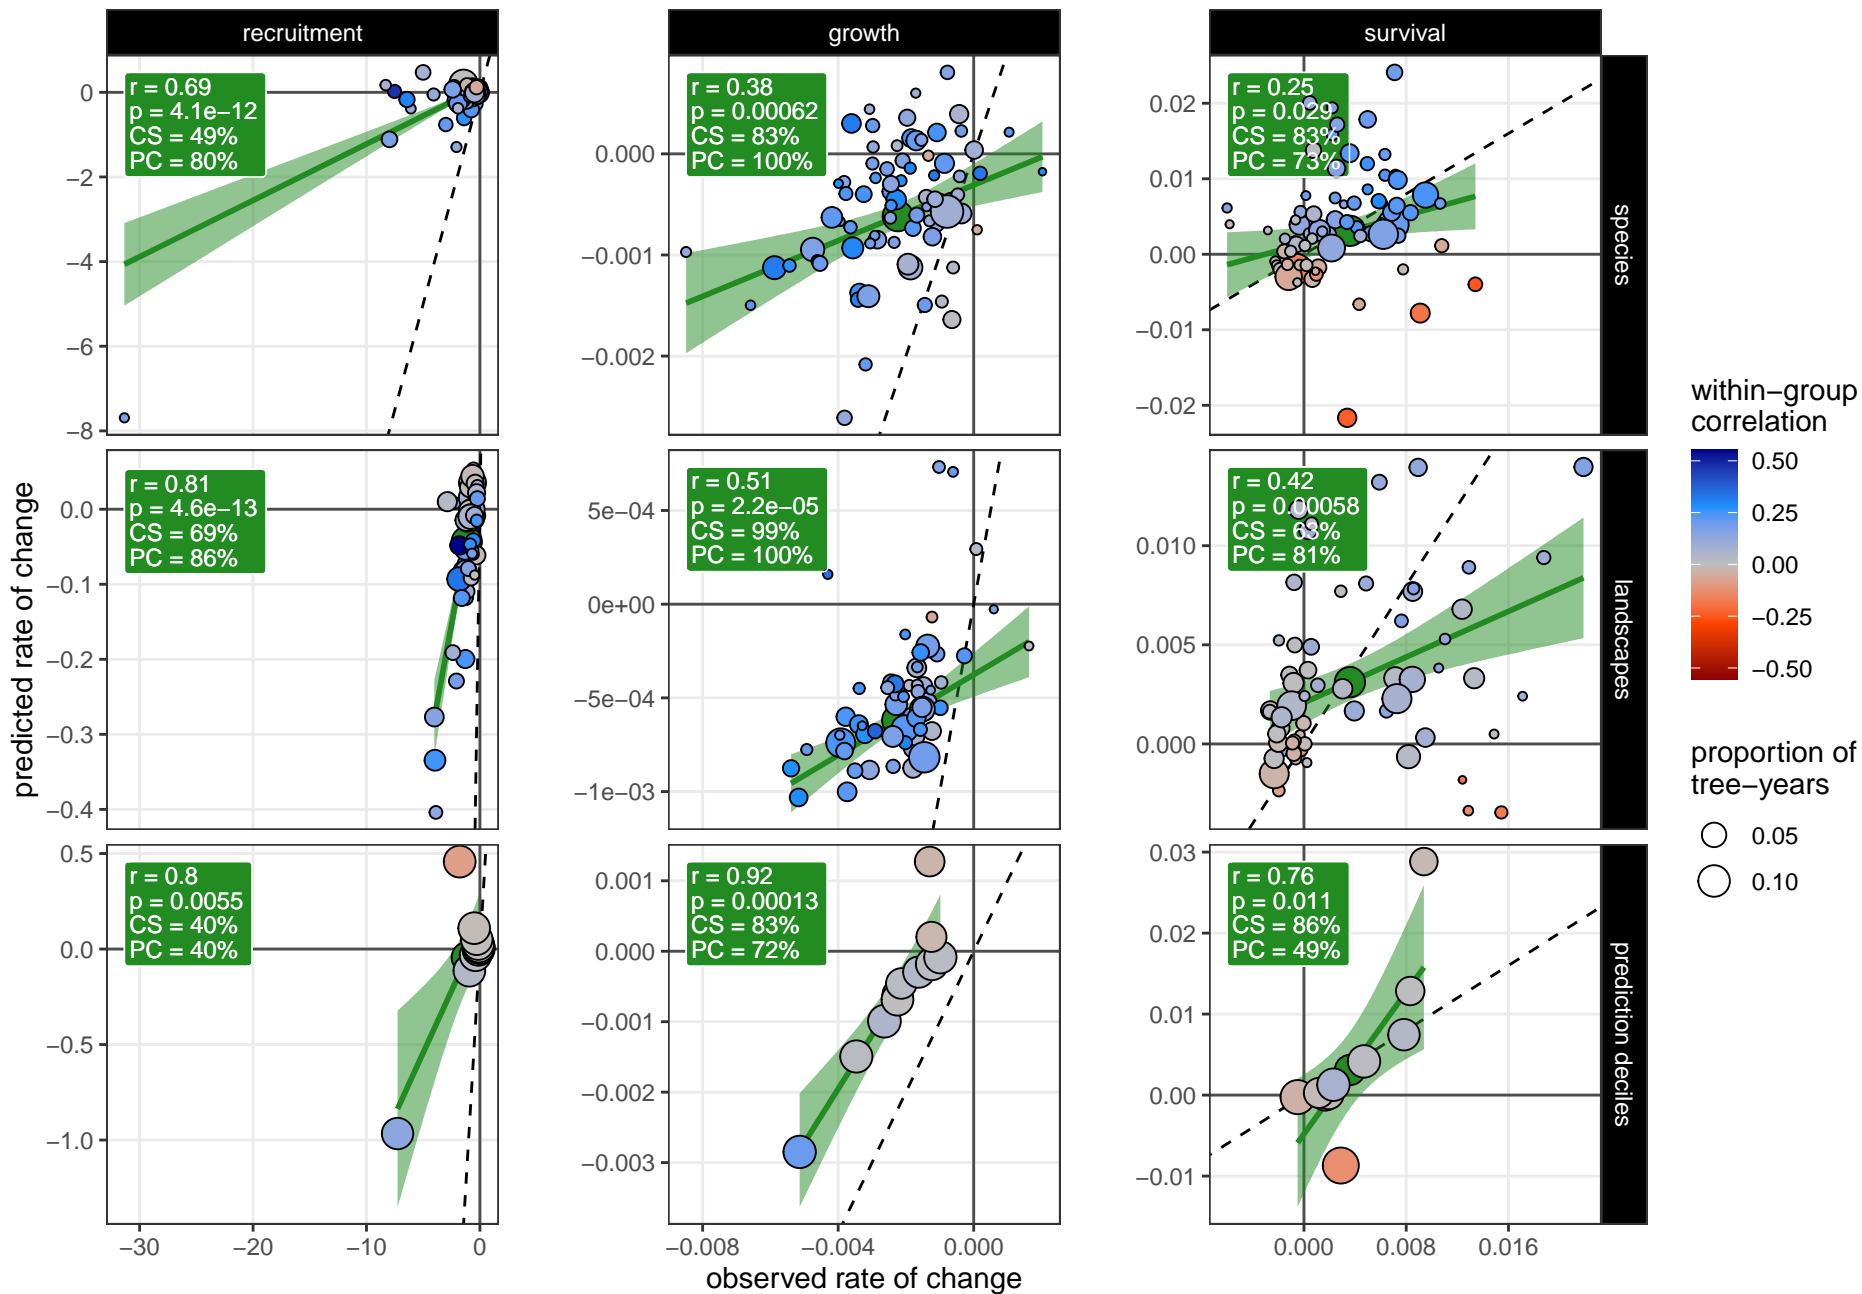 recruitment
growth
survival
r = 0.69
p = 4.1e−12
CS = 49%
PC = 80%
0
−2
−4
−6
−8
r = 0.38
p = 0.00062
CS = 83%
PC = 100%
0.000
−0.001
−0.002
r = 0.25
p = 0.029
CS = 83%
PC = 73%
0.02
0.01
0.00
−0.01
−0.02
species
r = 0.81
p = 4.6e−13
CS = 69%
PC = 86%
0.0
−0.1
−0.2
−0.3
−0.4
r = 0.51
p = 2.2e−05
CS = 99%
PC = 100%
5e−04
0e+00
−5e−04
−1e−03
r = 0.42
p = 0.00058
CS = 63%
PC = 81%
0.010
0.005
0.000
landscapes
r = 0.8
p = 0.0055
CS = 40%
PC = 40%
0.5
0.0
−0.5
−1.0
r = 0.92
p = 0.00013
CS = 83%
PC = 72%
0.001
0.000
−0.001
−0.002
−0.003
r = 0.76
p = 0.011
CS = 86%
PC = 49%
0.03
0.02
0.01
0.00
−0.01
prediction deciles
−30
−20
−10
0
−0.008
−0.004
0.000
0.000
0.008
0.016
observed rate of change
predicted rate of change
within−group
correlation
0.50
0.25
0.00
−0.25
−0.50
proportion of
tree−years
0.05
0.10